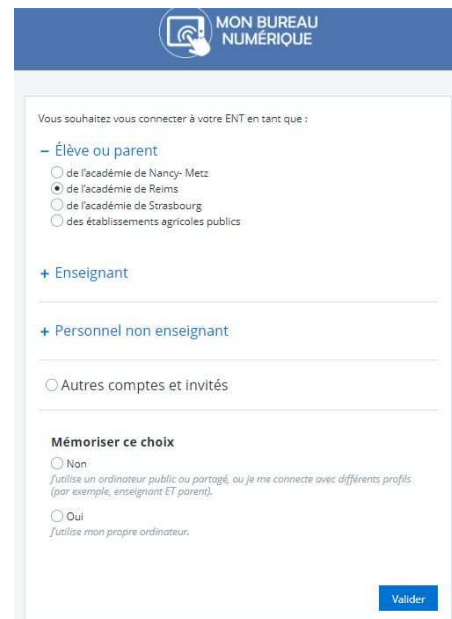 MON BUREAU
NUMÉRIQUE
Vous souhaitez vous connecter à votre ENT en tant que :
– Élève ou parent
de l'académie de Nancy- Metz
de l'académie de Reims
de l'académie de Strasbourg
des établissements agricoles publics
+ Enseignant
+ Personnel non enseignant
Autres comptes et invités
Mémoriser ce choix
Non
J'utilise un ordinateur public ou partagé, ou je me connecte avec différents profils
(par exemple, enseignant ET parent).
Oui
J'utilise mon propre ordinateur.
Valider